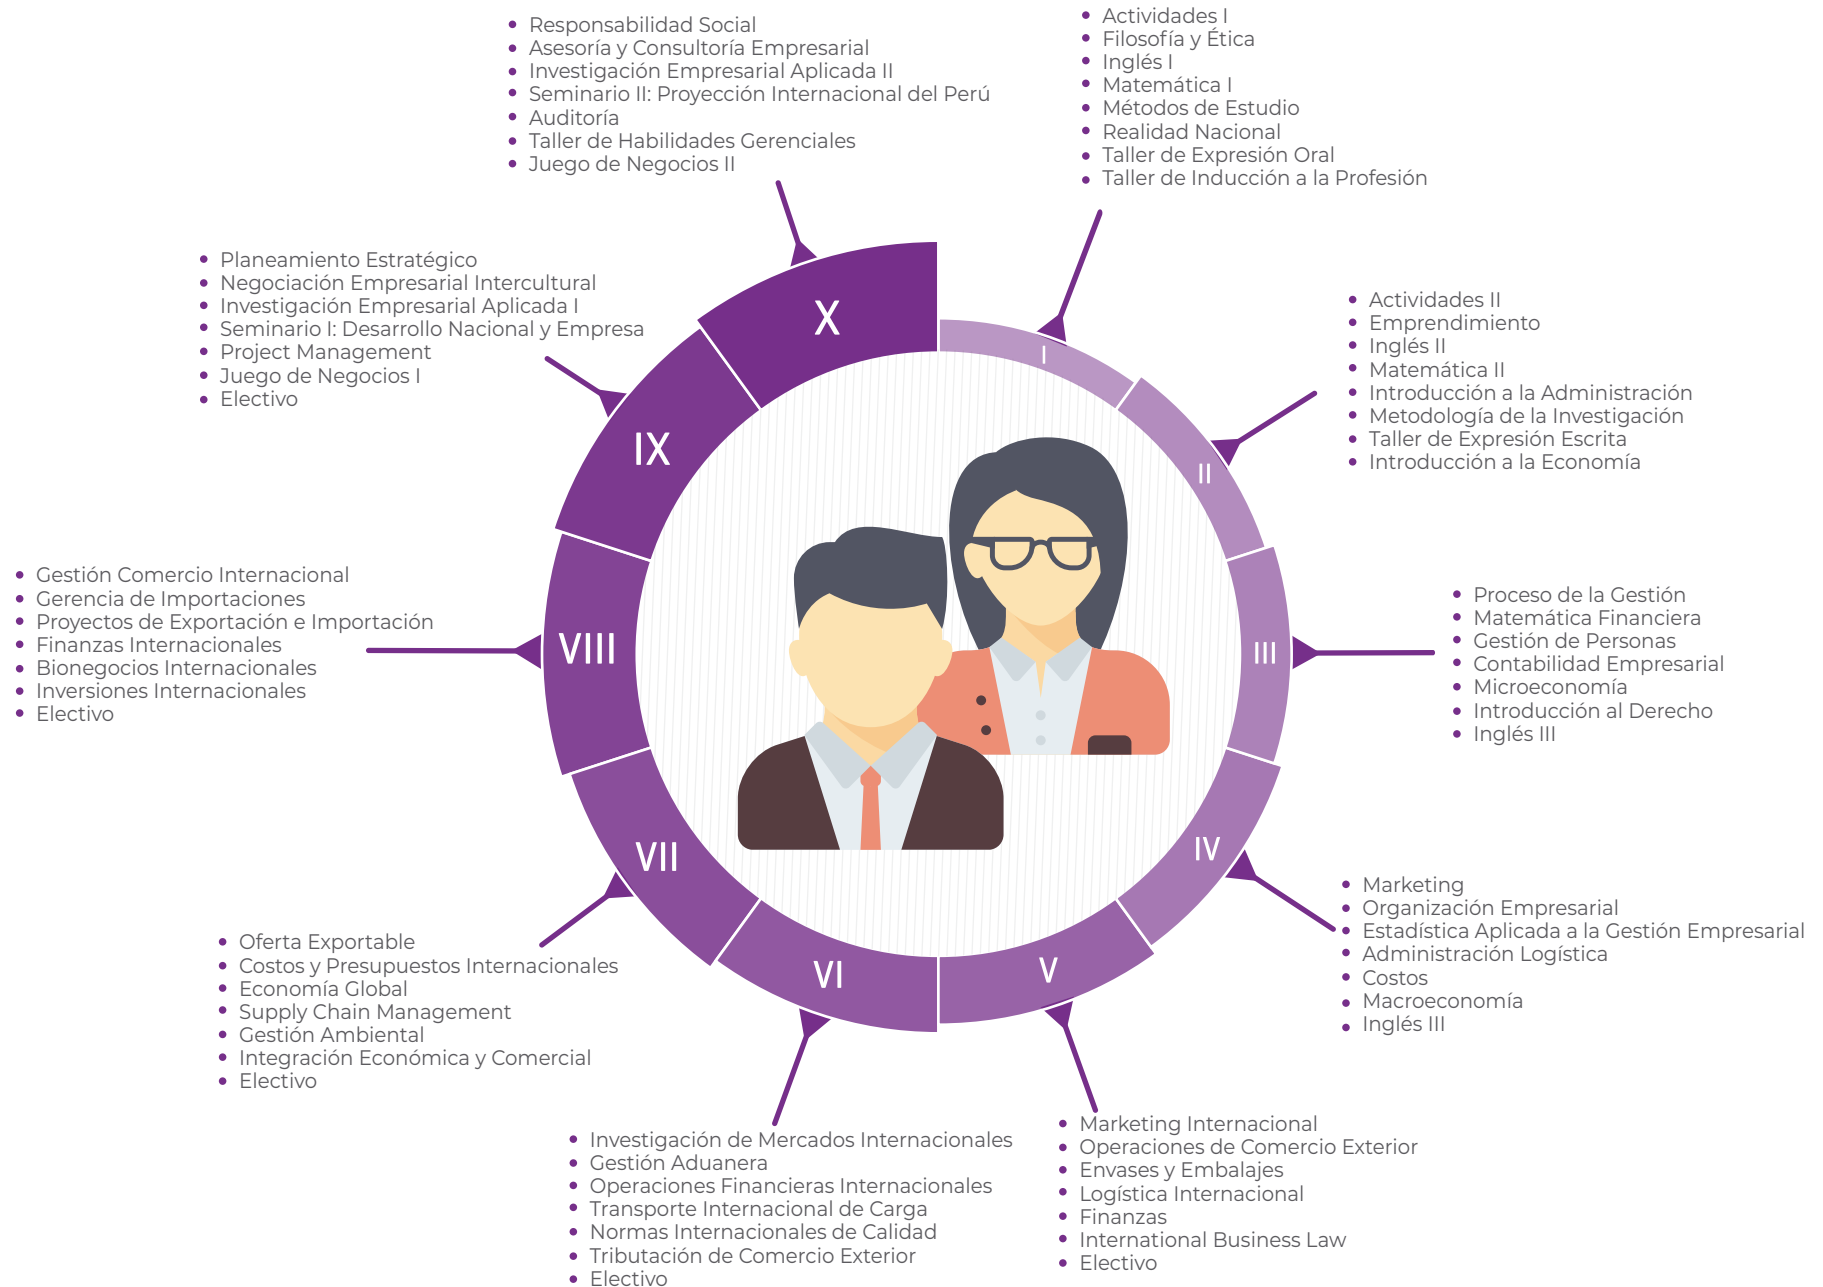 I
Actividades I
Filosofía y Ética
Inglés I
Matemática I
Métodos de Estudio
Realidad Nacional
Taller de Expresión Oral
Taller de Inducción a la Profesión
II
Actividades II
Emprendimiento
Inglés II
Matemática II
Introducción a la Administración
Metodología de la Investigación
Taller de Expresión Escrita
Introducción a la Economía
III
Proceso de la Gestión
Matemática Financiera
Gestión de Personas
Contabilidad Empresarial
Microeconomía
Introducción al Derecho
Inglés III
IV
Marketing
Organización Empresarial
Estadística Aplicada a la Gestión Empresarial
Administración Logística
Costos
Macroeconomía
Inglés III
V
Marketing Internacional
Operaciones de Comercio Exterior
Envases y Embalajes
Logística Internacional
Finanzas
International Business Law
Electivo
VI
Investigación de Mercados Internacionales
Gestión Aduanera
Operaciones Financieras Internacionales
Transporte Internacional de Carga
Normas Internacionales de Calidad
Tributación de Comercio Exterior
Electivo
VII
Oferta Exportable
Costos y Presupuestos Internacionales
Economía Global
Supply Chain Management
Gestión Ambiental
Integración Económica y Comercial
Electivo
VIII
Gestión Comercio Internacional
Gerencia de Importaciones
Proyectos de Exportación e Importación
Finanzas Internacionales
Bionegocios Internacionales
Inversiones Internacionales
Electivo
IX
Planeamiento Estratégico
Negociación Empresarial Intercultural
Investigación Empresarial Aplicada I
Seminario I: Desarrollo Nacional y Empresa
Project Management
Juego de Negocios I
Electivo
X
Responsabilidad Social
Asesoría y Consultoría Empresarial
Investigación Empresarial Aplicada II
Seminario II: Proyección Internacional del Perú
Auditoría
Taller de Habilidades Gerenciales
Juego de Negocios II